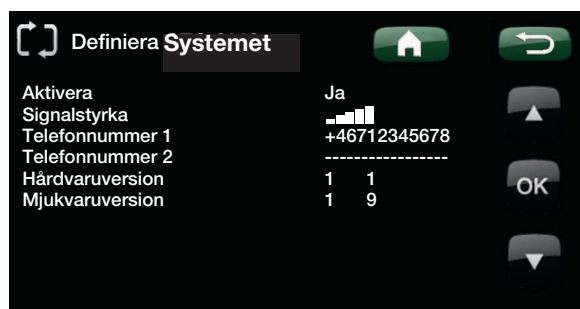 Definiera Systemet
Aktivera Ja
Signalstyrka
Telefonnummer 1 +46712345678
Telefonnummer 2 -----------------
Hårdvaruversion 1 1
Mjukvaruversion 1 9
OK